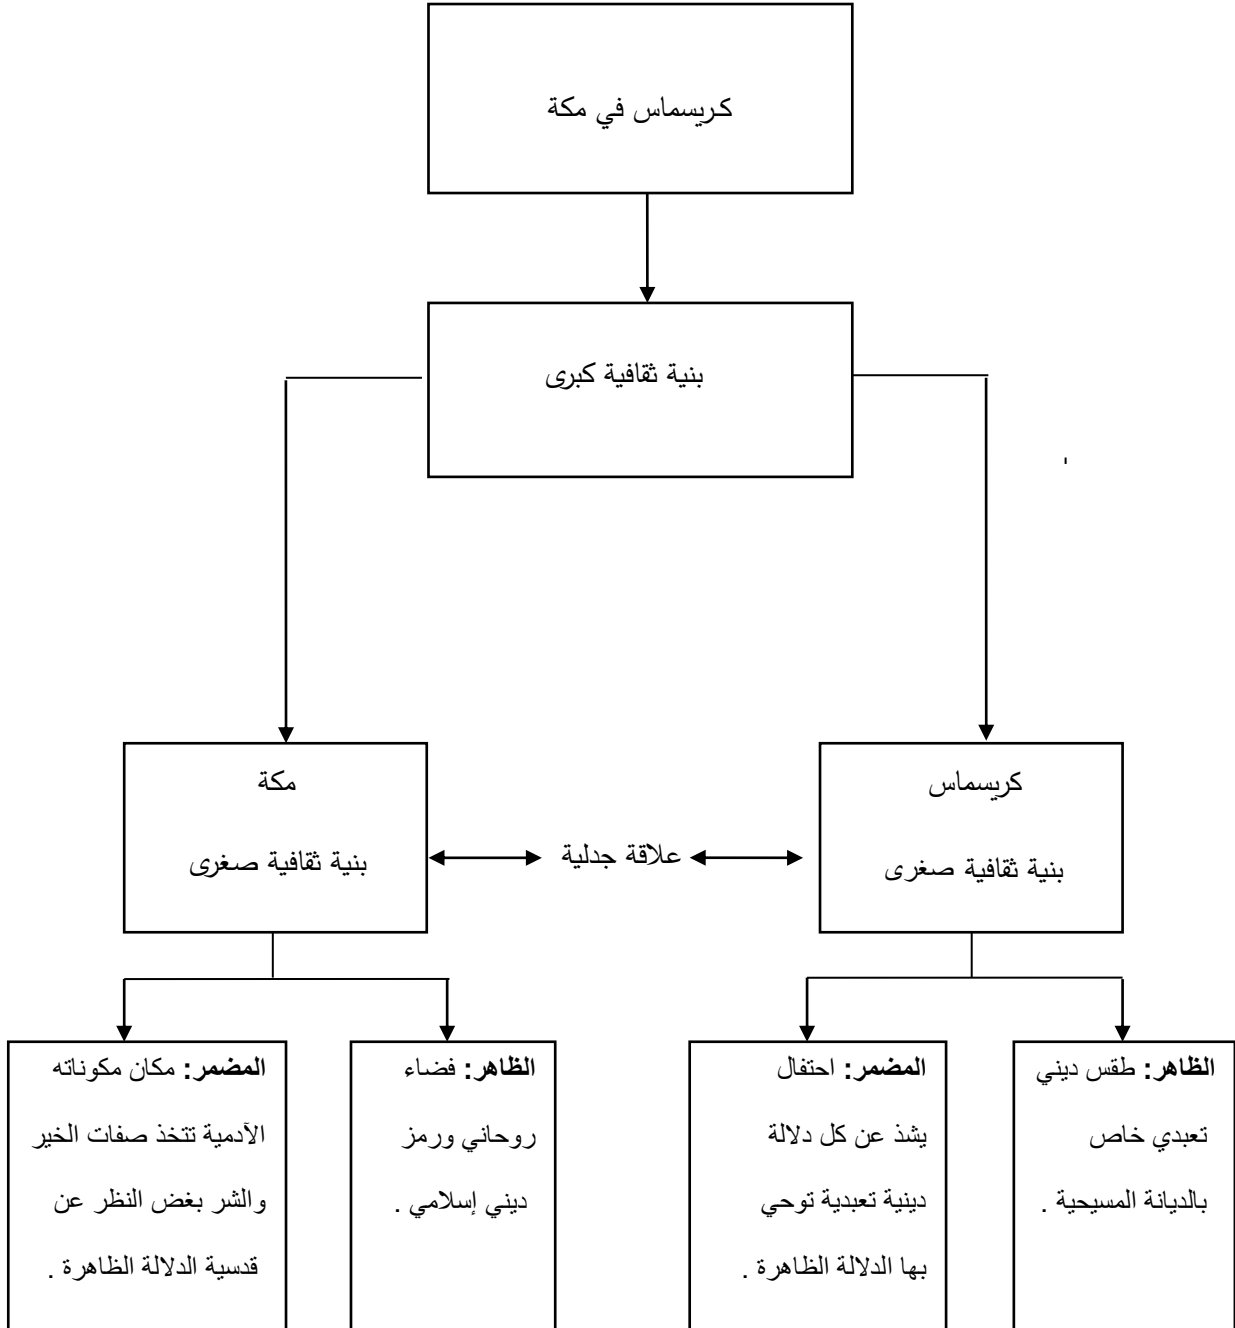 كريسماس في مكة
بنية ثقافية كبرى
كريسماس
بنية ثقافية صغرى
علاقة جدلية
مكة
بنية ثقافية صغرى
الظاهر: طقس ديني
تعبدي خاص
بالديانة المسيحية .
المضمر: احتفال
يشذ عن كل دلالة
دينية تعبدية توحي
بها الدلالة الظاهرة .
الظاهر: فضاء
روحاني ورمز
ديني إسلامي .
المضمر: مكان مكوناته
الآدمية تتخذ صفات الخير
والشر بغض النظر عن
قدسية الدلالة الظاهرة .